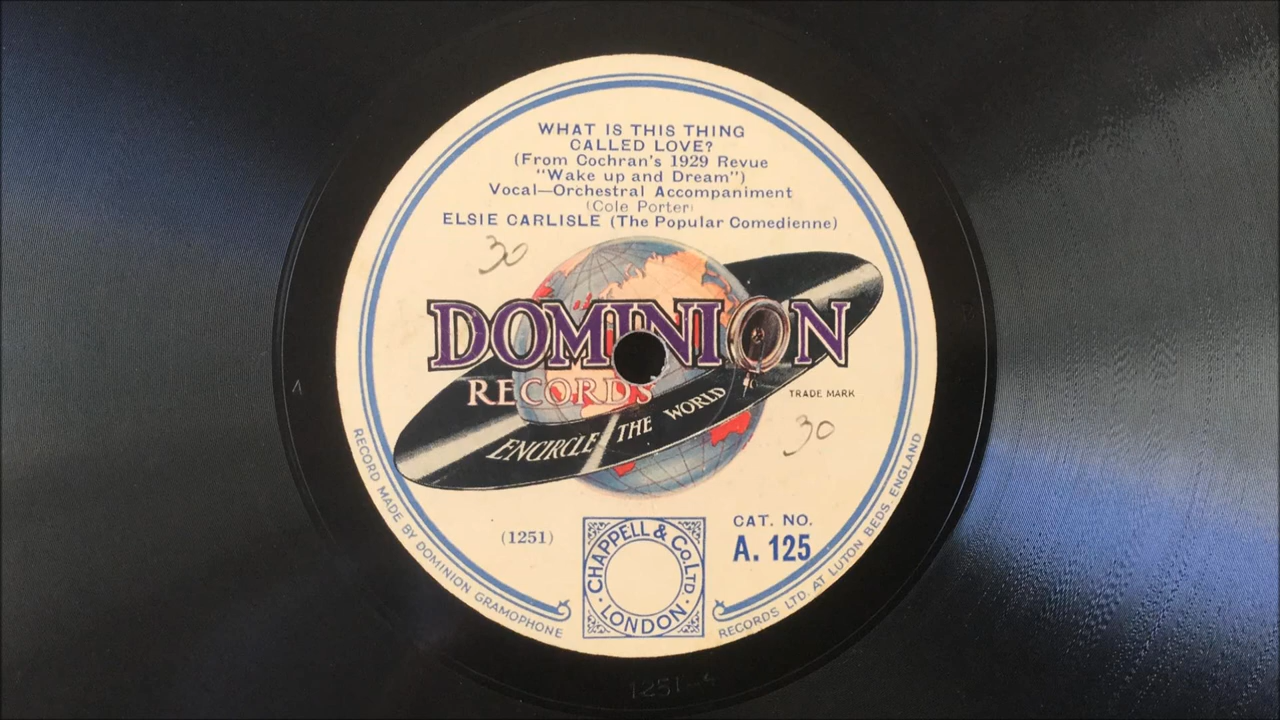 WHAT IS THIS THING
CALLED LOVE?
(From Cochran's 1929 Revue
"Wake up and Dream")
Vocal—Orchestral Accompaniment
(Cole Porter)
ELSIE CARLISLE (The Popular Comedienne)
30
DOMINION
RECORDS
ENCIRCLE THE WORLD
TRADE MARK
30
(1251)
CHAPPELL & Co. LTD.
LONDON
CAT. NO.
A. 125
RECORD MADE BY DOMINION GRAMOPHONE
RECORDS LTD. AT LUTON BEDS. ENGLAND
1251-4